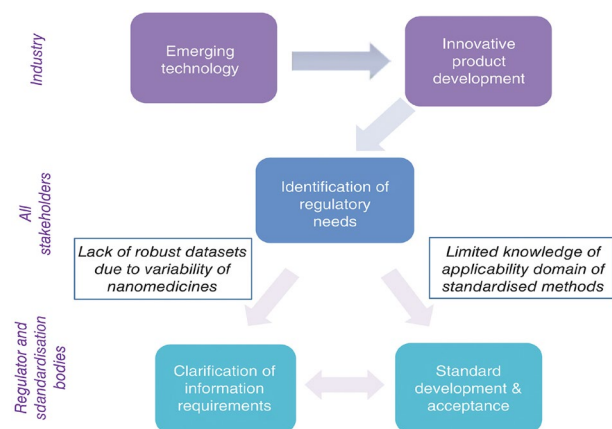 Industry
Emerging
technology
Innovative
product
development
All
stakeholders
Identification of
regulatory
needs
Lack of robust datasets
due to variability of
nanomedicines
Limited knowledge of
applicability domain of
standardised methods
Regulator and
sdandardisation
bodies
Clarification of
information
requirements
Standard
development &
acceptance